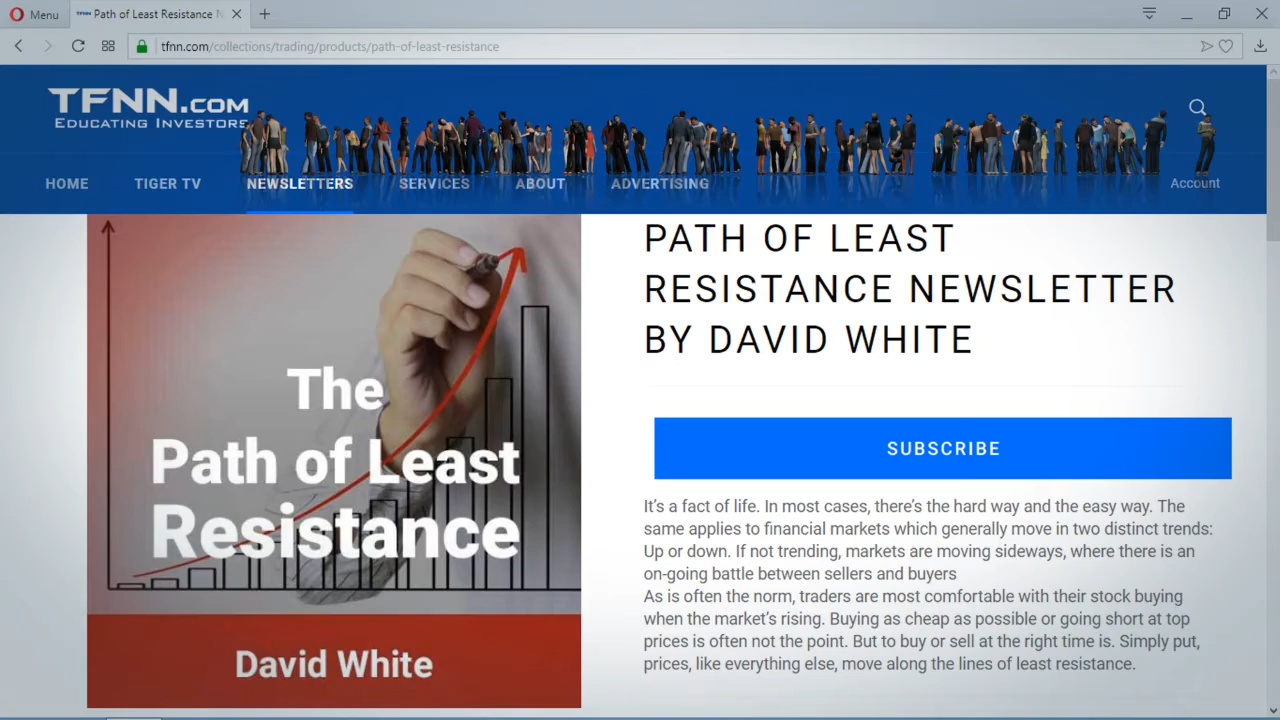 Menu
TFNN Path of Least Resistance N
tfnn.com/collections/trading/products/path-of-least-resistance
TFNN.COM
EDUCATING INVESTORS
HOME TIGER TV NEWSLETTERS SERVICES ABOUT ADVERTISING Account
The
Path of Least
Resistance
David White
PATH OF LEAST
RESISTANCE NEWSLETTER
BY DAVID WHITE
SUBSCRIBE
It’s a fact of life. In most cases, there’s the hard way and the easy way. The
same applies to financial markets which generally move in two distinct trends:
Up or down. If not trending, markets are moving sideways, where there is an
on-going battle between sellers and buyers
As is often the norm, traders are most comfortable with their stock buying
when the market’s rising. Buying as cheap as possible or going short at top
prices is often not the point. But to buy or sell at the right time is. Simply put,
prices, like everything else, move along the lines of least resistance.